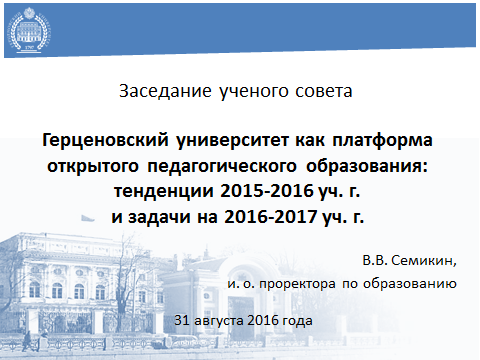 Заседание ученого совета
Герценовский университет как платформа
открытого педагогического образования:
тенденции 2015-2016 уч. г.
и задачи на 2016-2017 уч. г.
В.В. Семикин,
и. о. проректора по образованию
31 августа 2016 года